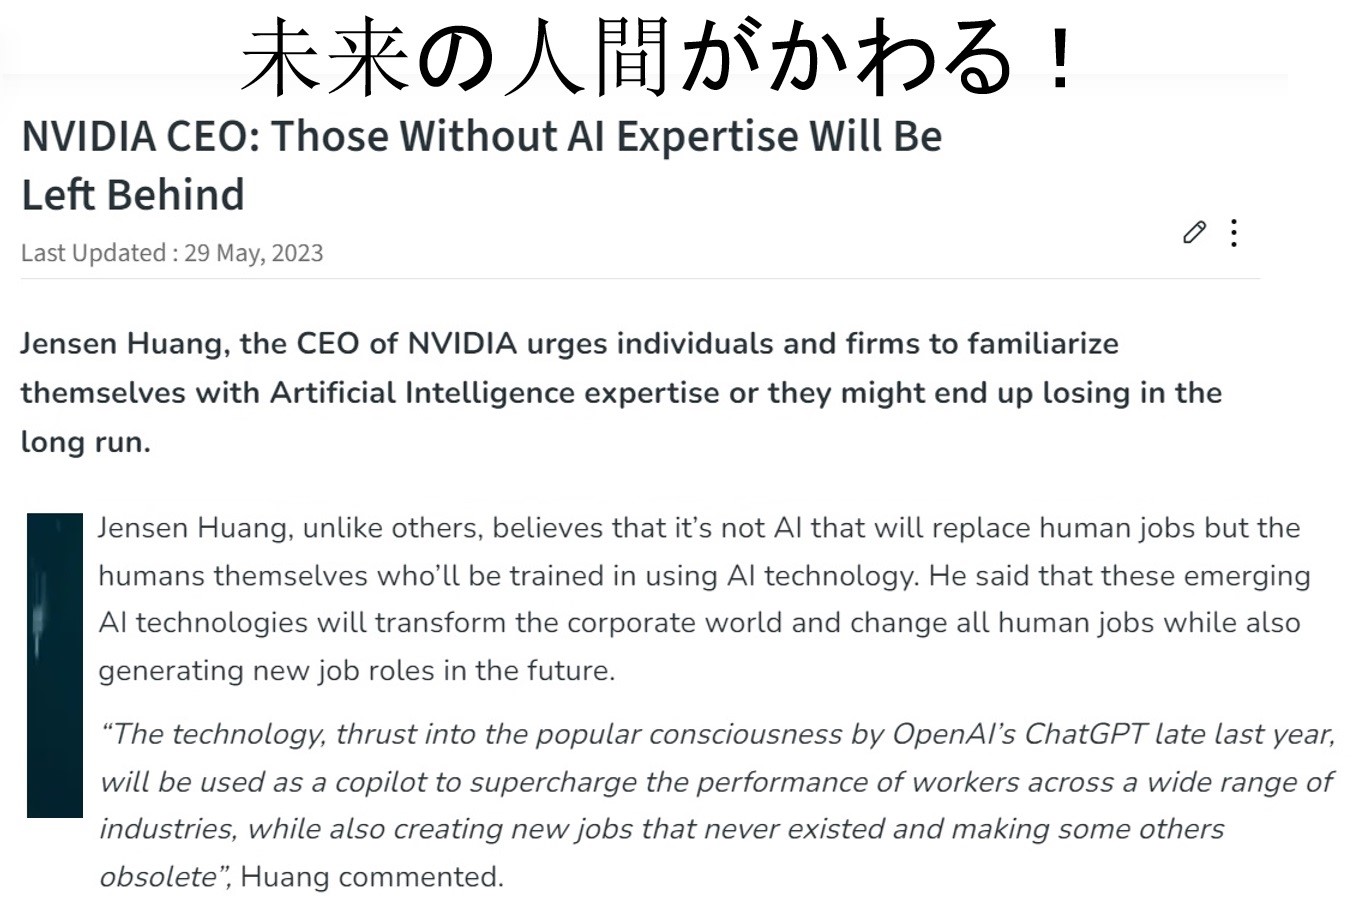 未来の人間がかわる！
NVIDIA CEO: Those Without AI Expertise Will Be
Left Behind
Last Updated : 29 May, 2023
Jensen Huang, the CEO of NVIDIA urges individuals and firms to familiarize
themselves with Artificial Intelligence expertise or they might end up losing in the
long run.
Jensen Huang, unlike others, believes that it’s not AI that will replace human jobs but the
humans themselves who’ll be trained in using AI technology. He said that these emerging
AI technologies will transform the corporate world and change all human jobs while also
generating new job roles in the future.
“The technology, thrust into the popular consciousness by OpenAI’s ChatGPT late last year,
will be used as a copilot to supercharge the performance of workers across a wide range of
industries, while also creating new jobs that never existed and making some others
obsolete”, Huang commented.